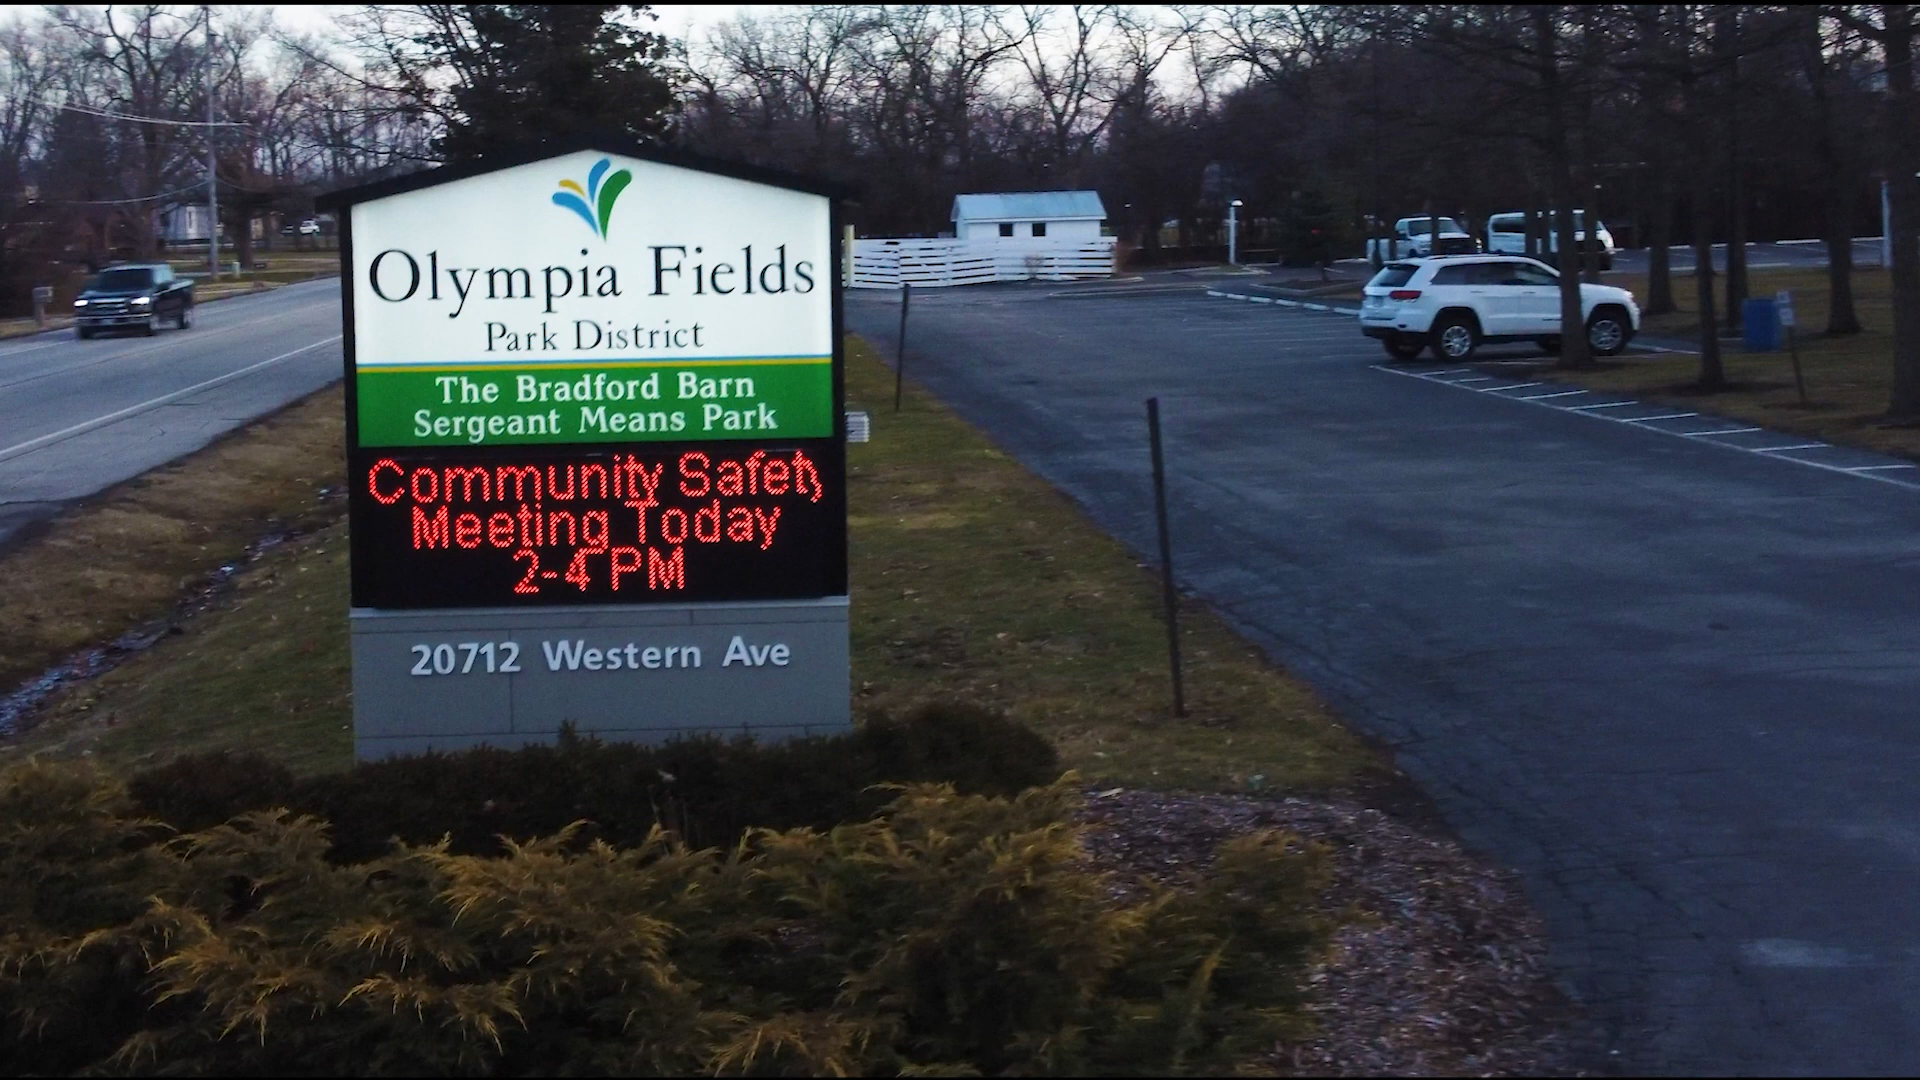 Olympia Fields
Park District
The Bradford Barn
Sergeant Means Park
Community Safety
Meeting Today
2-4 PM
20712 Western Ave